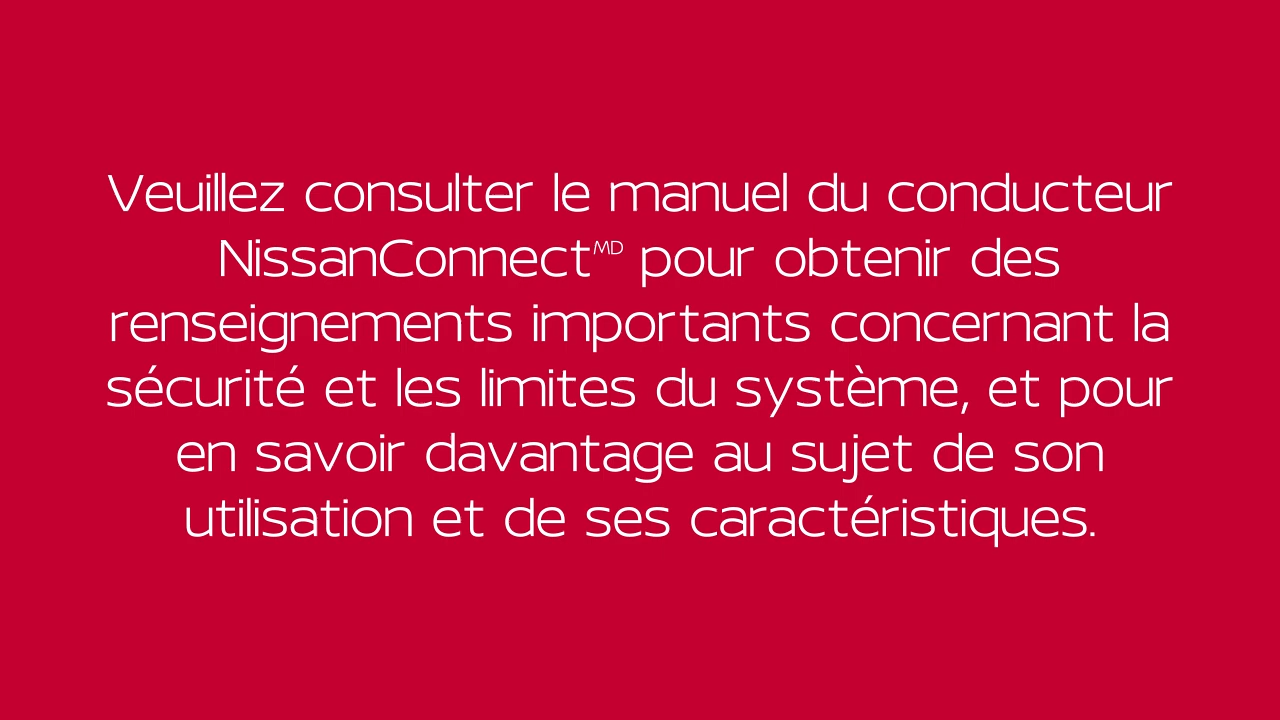 Veuillez consulter le manuel du conducteur
NissanConnectᴹᴰ pour obtenir des
renseignements importants concernant la
sécurité et les limites du système, et pour
en savoir davantage au sujet de son
utilisation et de ses caractéristiques.